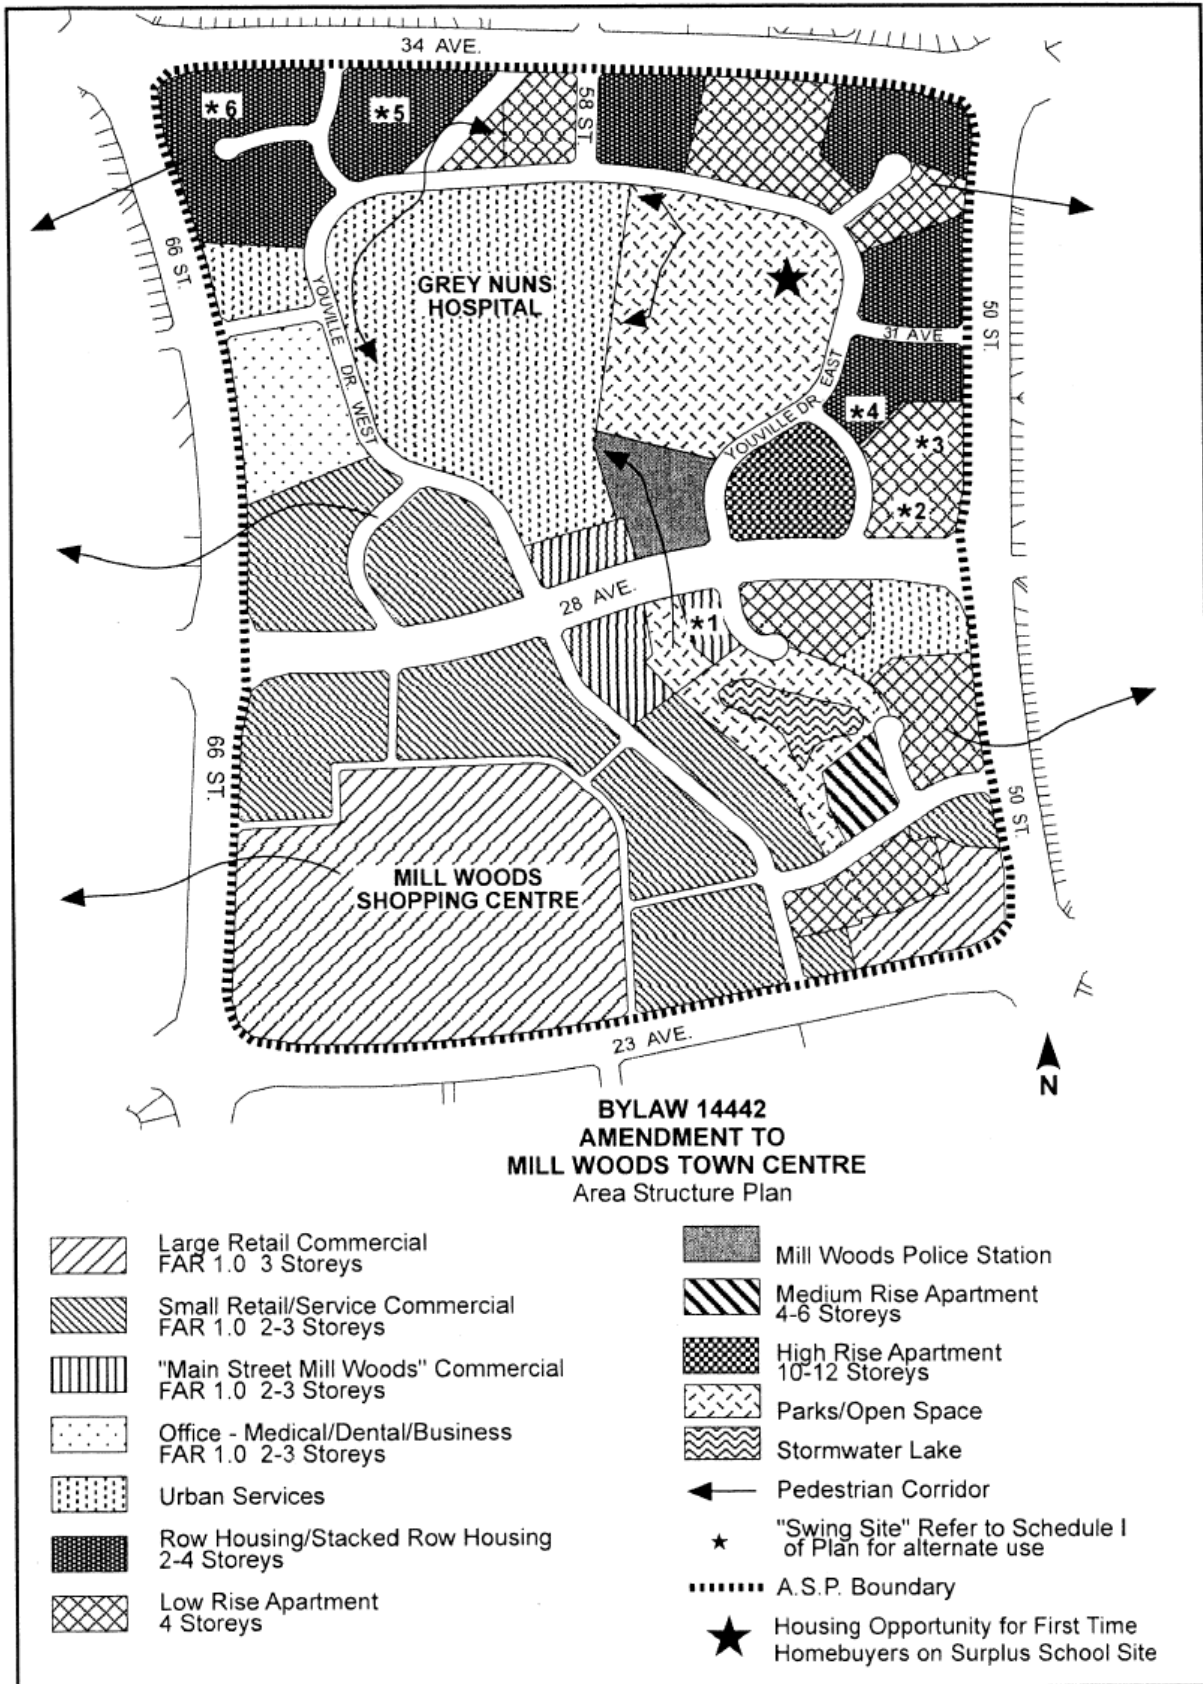 34 AVE.
★6
★5
58 ST.
66 ST.
GREY NUNS
HOSPITAL
YOUVILLE DR. WEST
50 ST.
31 AVE
YOUVILLE DR. EAST
★4
★3
★2
28 AVE.
★1
66 ST.
50 ST.
MILL WOODS
SHOPPING CENTRE
23 AVE.
N
BYLAW 14442
AMENDMENT TO
MILL WOODS TOWN CENTRE
Area Structure Plan
Large Retail Commercial
FAR 1.0 3 Storeys
Small Retail/Service Commercial
FAR 1.0 2-3 Storeys
"Main Street Mill Woods" Commercial
FAR 1.0 2-3 Storeys
Office - Medical/Dental/Business
FAR 1.0 2-3 Storeys
Urban Services
Row Housing/Stacked Row Housing
2-4 Storeys
Low Rise Apartment
4 Storeys
Mill Woods Police Station
Medium Rise Apartment
4-6 Storeys
High Rise Apartment
10-12 Storeys
Parks/Open Space
Stormwater Lake
Pedestrian Corridor
"Swing Site" Refer to Schedule I
of Plan for alternate use
A.S.P. Boundary
Housing Opportunity for First Time
Homebuyers on Surplus School Site